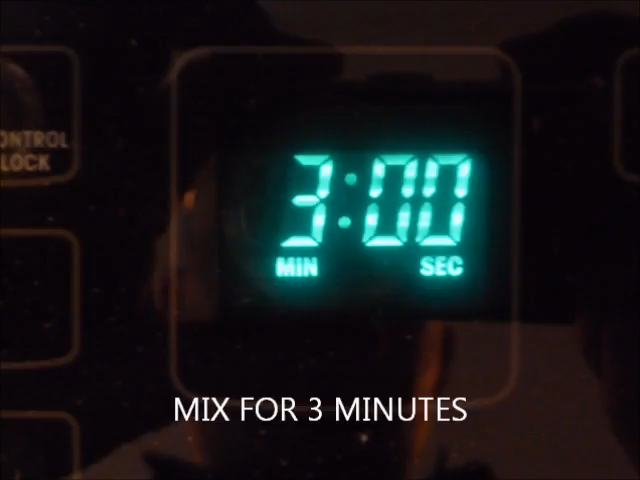 CONTROL
LOCK
3:00
MIN SEC
MIX FOR 3 MINUTES